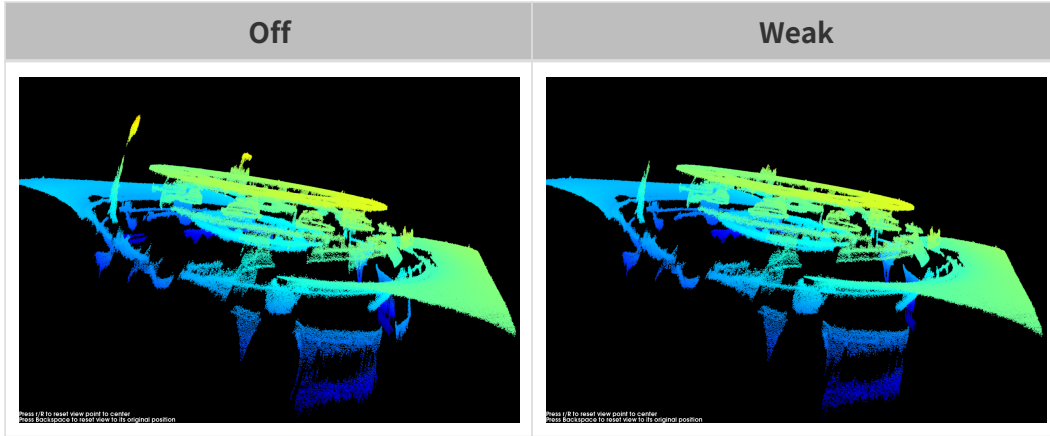 Off
Weak
Press r/R to reset view point to center
Press Backspace to reset view to its original position
Press r/R to reset view point to center
Press Backspace to reset view to its original position